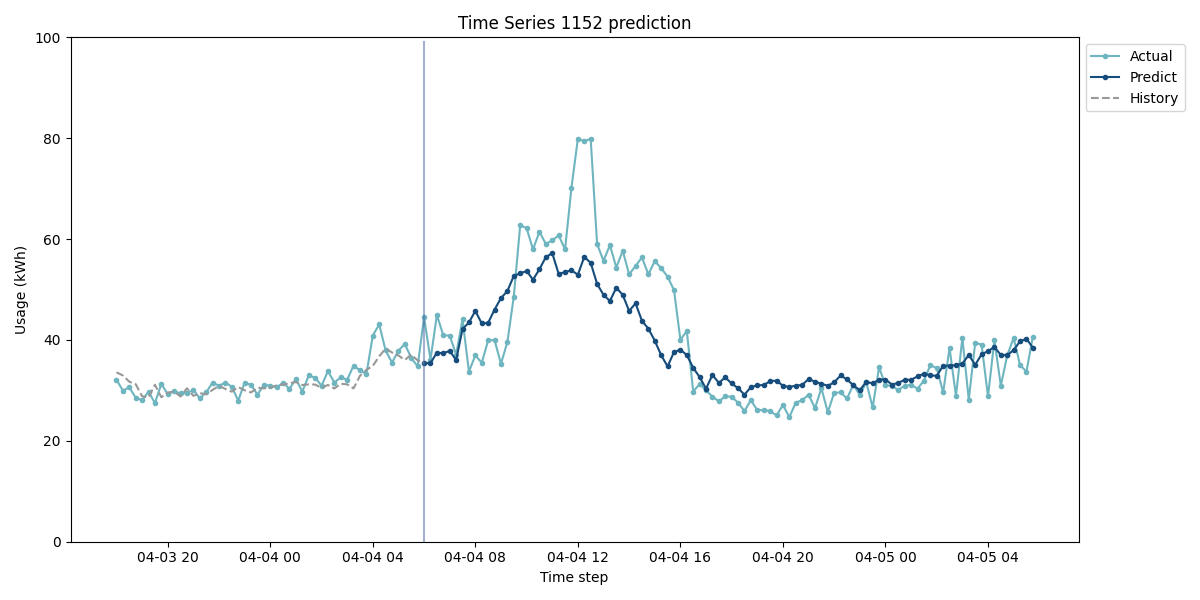 Time Series 1152 prediction
100
80
60
40
20
0
Usage (kWh)
04-03 20
04-04 00
04-04 04
04-04 08
04-04 12
04-04 16
04-04 20
04-05 00
04-05 04
Time step
Actual
Predict
History